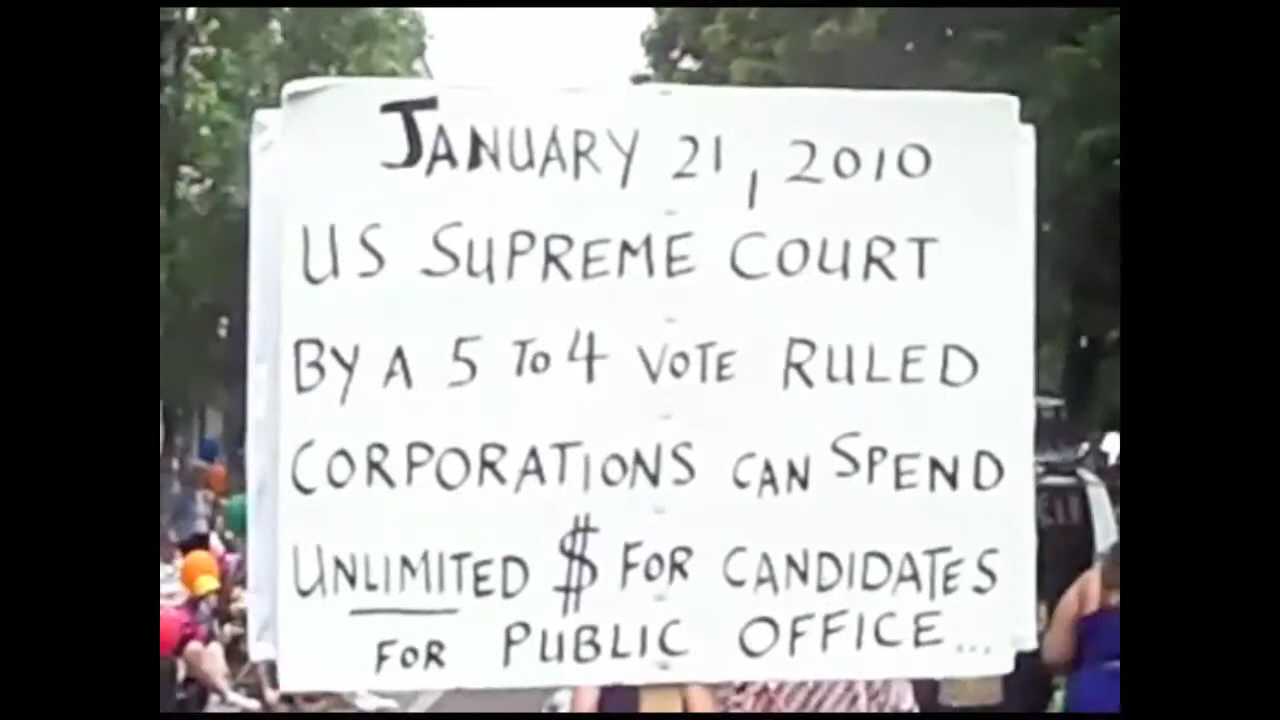 JANUARY 21, 2010
US SUPREME COURT
BY A 5 TO 4 VOTE RULED
CORPORATIONS CAN SPEND
UNLIMITED $ FOR CANDIDATES
FOR PUBLIC OFFICE...